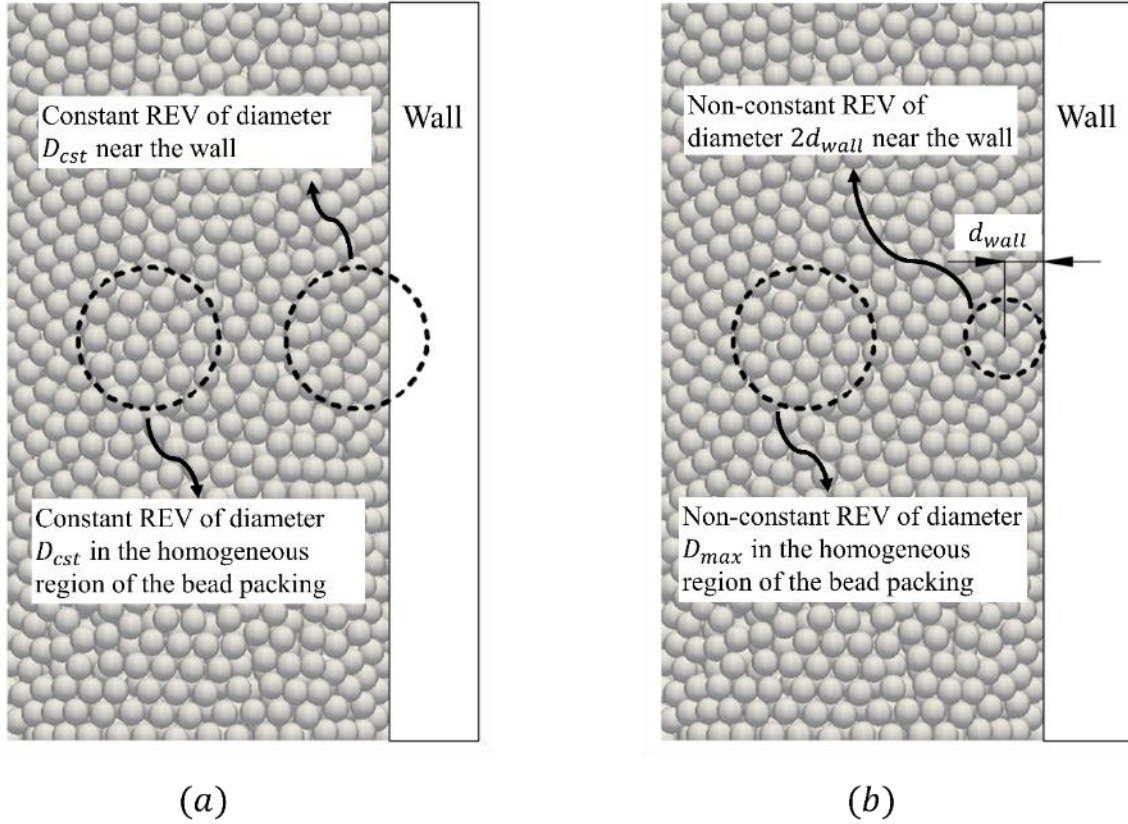 Constant REV of diameter
D_cst near the wall
Wall
Constant REV of diameter
D_cst in the homogeneous
region of the bead packing
(a)
Non-constant REV of
diameter 2d_wall near the wall
Wall
d_wall
Non-constant REV of diameter
D_max in the homogeneous
region of the bead packing
(b)